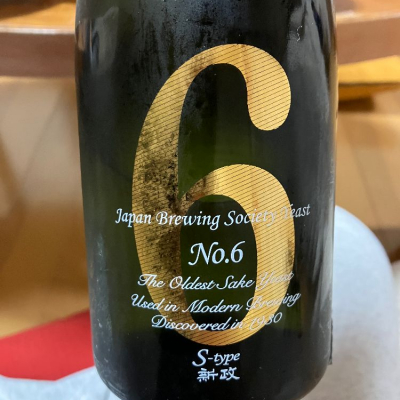 6
Japan Brewing Society Yeast
No.6
The Oldest Sake Yeast
Used in Modern Brewing
Discovered in 1930
S-type
新政